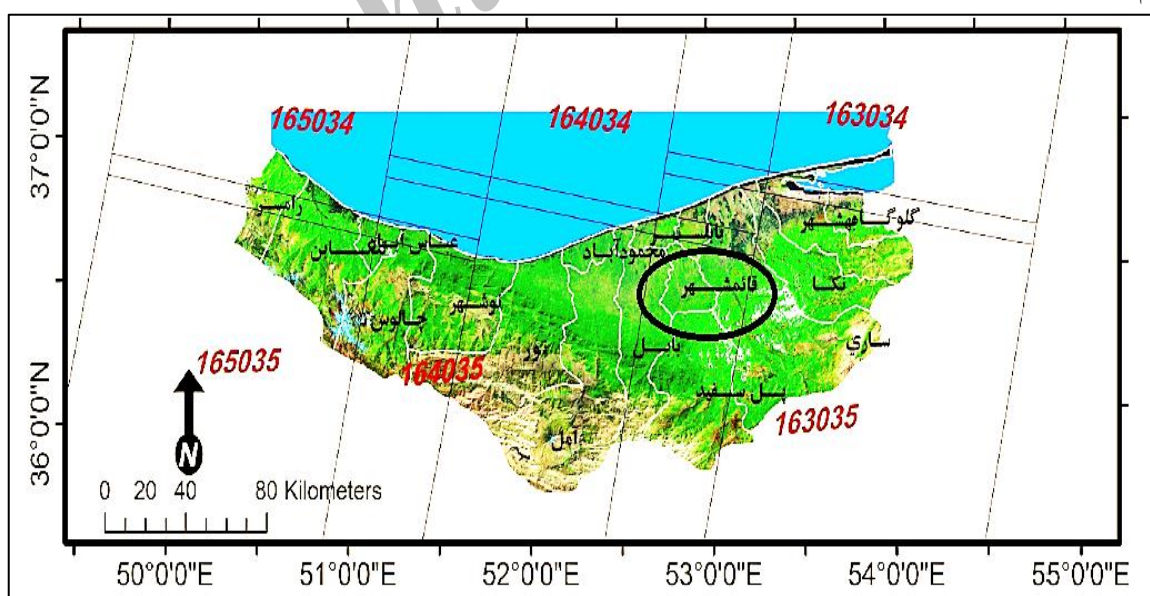 165034
164034
163034
37°0'0"N
رامسر
گلوگاه
بهشهر
بابلسر
عباس آباد
تنکابن
محمودآباد
قائمشهر
نکا
نوشهر
چالوس
ساری
بابل
نور
165035
164035
پل سفید
163035
36°0'0"N
آمل
N
0 20 40 80 Kilometers
50°0'0"E 51°0'0"E 52°0'0"E 53°0'0"E 54°0'0"E 55°0'0"E